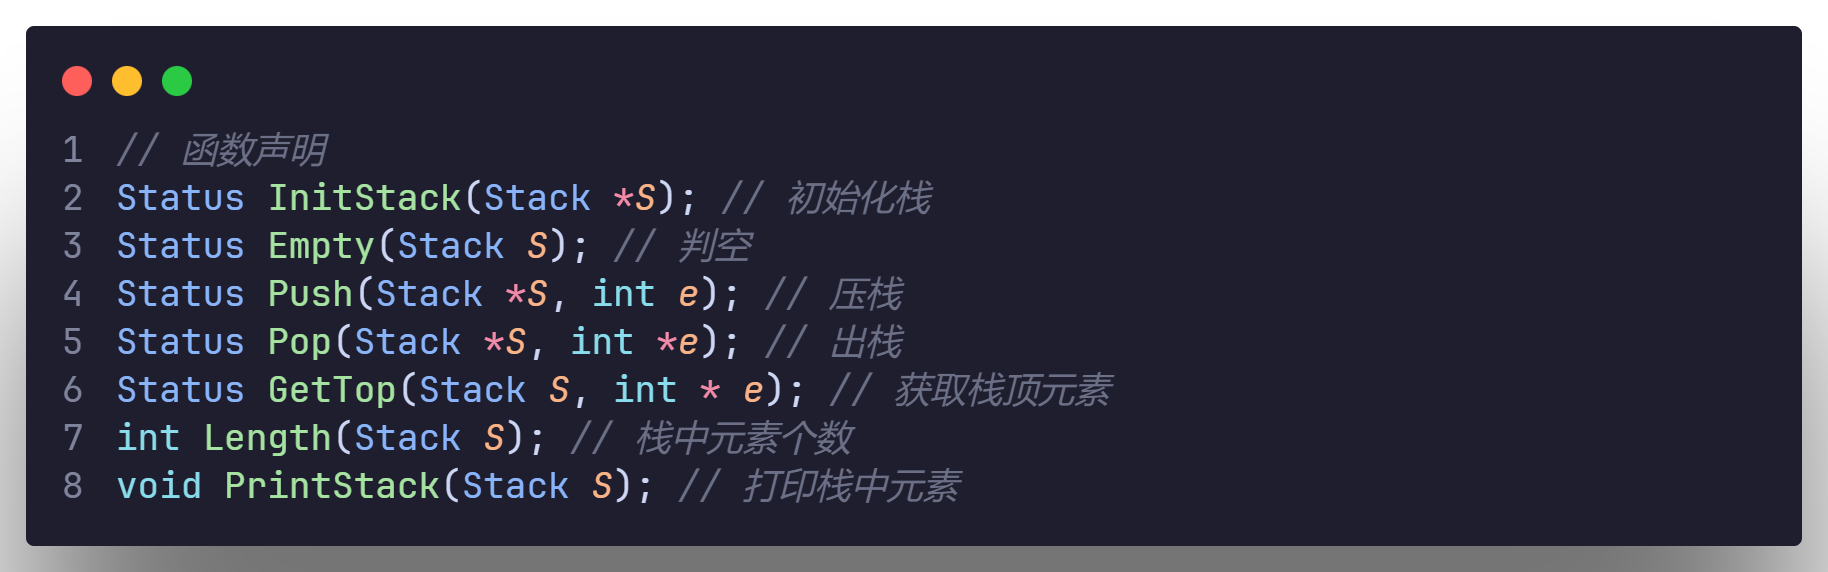 1 // 函数声明
2 Status InitStack(Stack *S); // 初始化栈
3 Status Empty(Stack S); // 判空
4 Status Push(Stack *S, int e); // 压栈
5 Status Pop(Stack *S, int *e); // 出栈
6 Status GetTop(Stack S, int * e); // 获取栈顶元素
7 int Length(Stack S); // 栈中元素个数
8 void PrintStack(Stack S); // 打印栈中元素